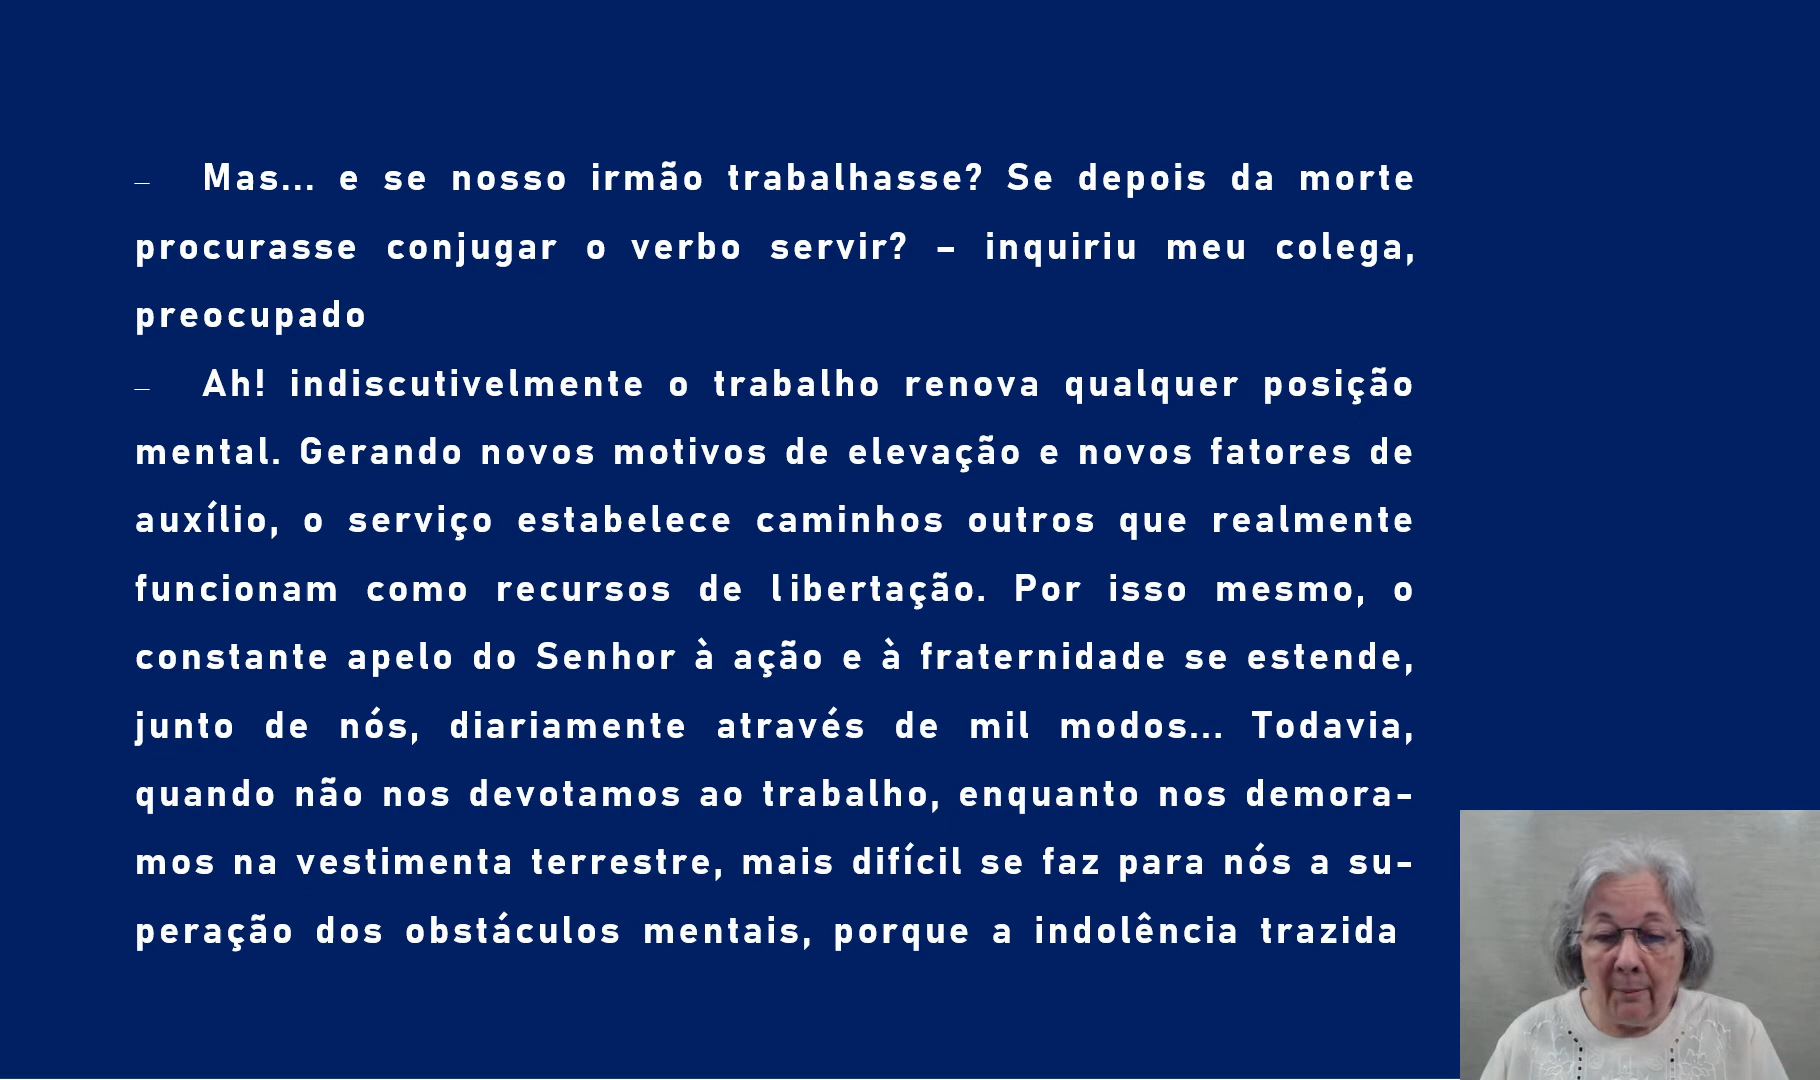 – Mas... e se nosso irmão trabalhasse? Se depois da morte
procurasse conjugar o verbo servir? – inquiriu meu colega,
preocupado
– Ah! indiscutivelmente o trabalho renova qualquer posição
mental. Gerando novos motivos de elevação e novos fatores de
auxílio, o serviço estabelece caminhos outros que realmente
funcionam como recursos de libertação. Por isso mesmo, o
constante apelo do Senhor à ação e à fraternidade se estende,
junto de nós, diariamente através de mil modos... Todavia,
quando não nos devotamos ao trabalho, enquanto nos demora-
mos na vestimenta terrestre, mais difícil se faz para nós a su-
peração dos obstáculos mentais, porque a indolência trazida